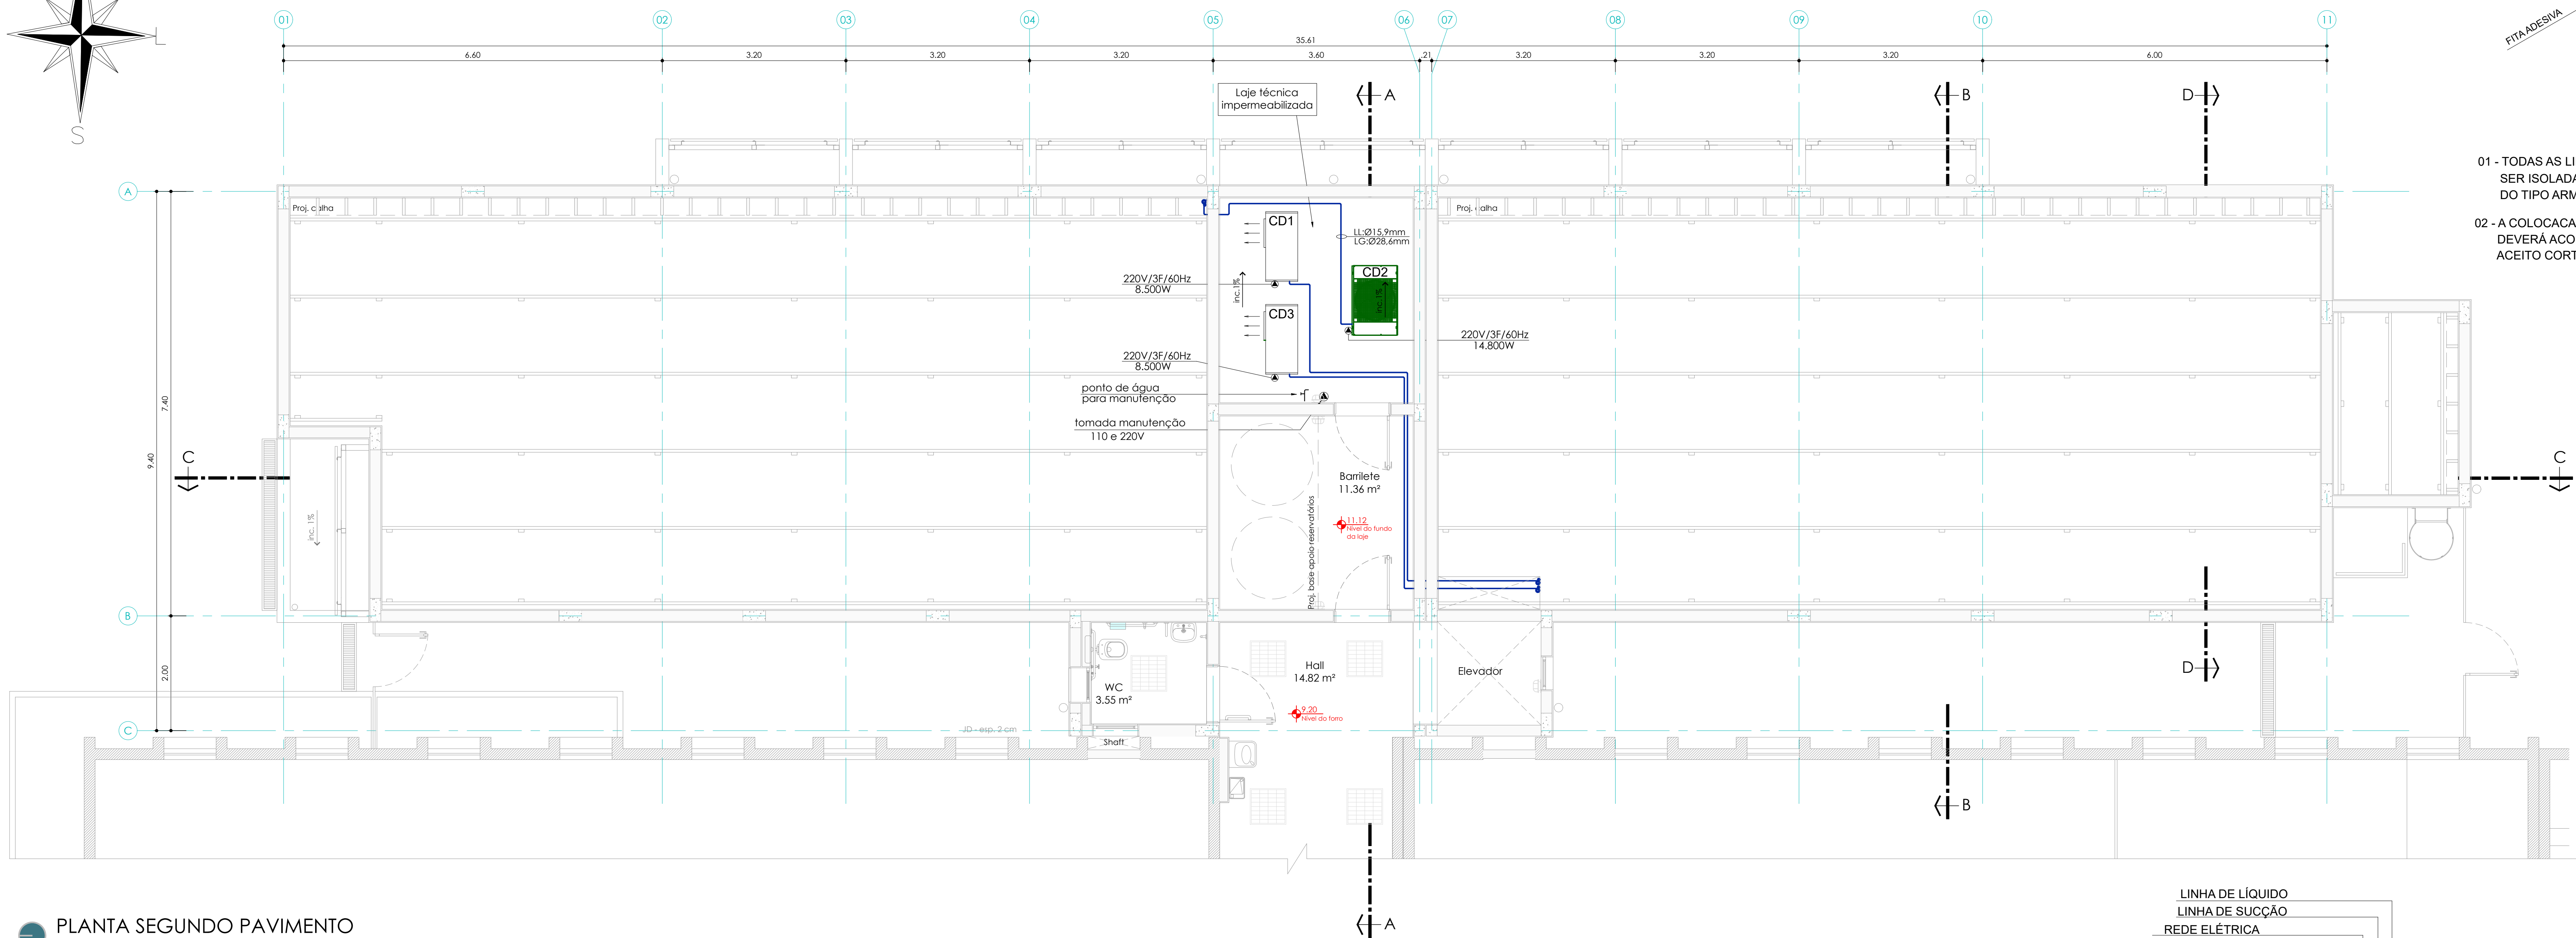 L
S
01
02
03
04
05
06
07
08
09
10
11
35.61
6.60
3.20
3.20
3.20
3.60
.21
3.20
3.20
3.20
6.00
FITA ADESIVA
Laje técnica
impermeabilizada
A
B
D
01 - TODAS AS LI
SER ISOLADA
DO TIPO ARM
02 - A COLOCACA
DEVERÁ ACO
ACEITO CORT
A
Proj. calha
Proj. calha
CD1
LL:Ø15,9mm
LG:Ø28,6mm
CD2
inc.1%
220V/3F/60Hz
8.500W
inc.1%
CD3
220V/3F/60Hz
14.800W
220V/3F/60Hz
8.500W
ponto de água
para manutenção
tomada manutenção
110 e 220V
7.40
9.40
C
C
Barrilete
11.36 m²
inc. 1%
11.12
Nível do fundo
da laje
Proj. base apoio reservatórios
B
2.00
Hall
14.82 m²
Elevador
D
WC
3.55 m²
9.20
Nível do forro
C
JD - esp. 2 cm
Shaft
B
A
PLANTA SEGUNDO PAVIMENTO
LINHA DE LÍQUIDO
LINHA DE SUCÇÃO
REDE ELÉTRICA